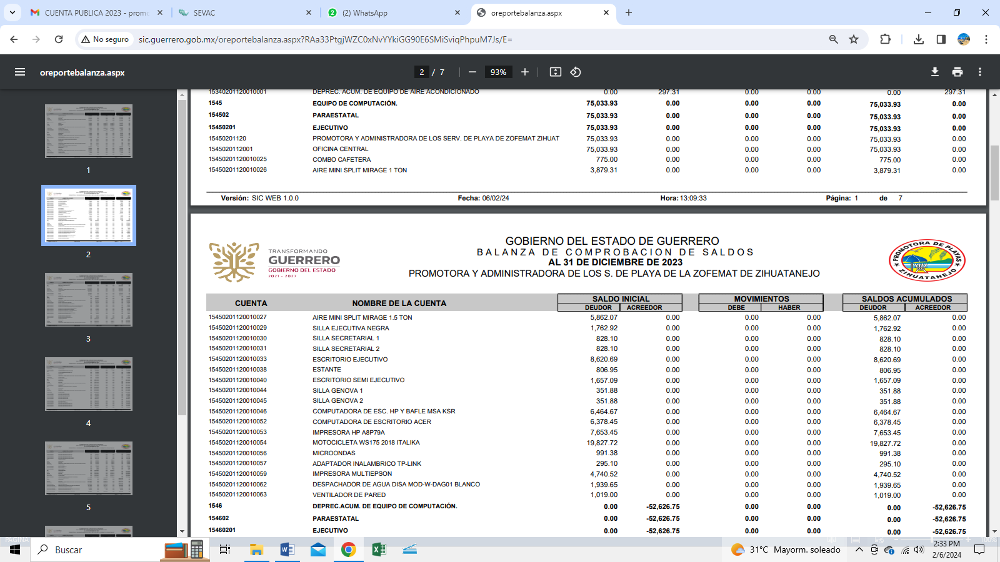 CUENTA PUBLICA 2023 - promo
SEVAC
(2) WhatsApp
oreportebalanza.aspx
No seguro
sic.guerrero.gob.mx/oreportebalanza.aspx?RAa33PtgjWZC0xNvYYkiGG90E6SMiSviqPhpuM7Js/E=
oreportebalanza.aspx
2 / 7
93%
1
2
3
4
5
15340201120010001 DEPREC. ACUM. DE EQUIPO DE AIRE ACONDICIONADO 0.00 297.31 0.00 0.00 0.00 297.31
1545 EQUIPO DE COMPUTACIÓN. 75,033.93 0.00 0.00 0.00 75,033.93 0.00
154502 PARAESTATAL 75,033.93 0.00 0.00 0.00 75,033.93 0.00
15450201 EJECUTIVO 75,033.93 0.00 0.00 0.00 75,033.93 0.00
15450201120 PROMOTORA Y ADMINISTRADORA DE LOS SERV. DE PLAYA DE ZOFEMAT ZIHUAT 75,033.93 0.00 0.00 0.00 75,033.93 0.00
154502012001 OFICINA CENTRAL 75,033.93 0.00 0.00 0.00 75,033.93 0.00
15450201120010025 COMBO CAFETERA 775.00 0.00 0.00 0.00 775.00 0.00
15450201120010026 AIRE MINI SPLIT MIRAGE 1 TON 3,879.31 0.00 0.00 0.00 3,879.31 0.00
Versión: SIC WEB 1.0.0 Fecha: 06/02/24 Hora: 13:09:33 Página: 1 de 7
TRANSFORMANDO
GUERRERO
GOBIERNO DEL ESTADO
2021 - 2027
GOBIERNO DEL ESTADO DE GUERRERO
BALANZA DE COMPROBACION DE SALDOS
AL 31 DE DICIEMBRE DE 2023
PROMOTORA Y ADMINISTRADORA DE LOS S. DE PLAYA DE LA ZOFEMAT DE ZIHUATANEJO
PROMOTORA DE PLAYAS
ZIHUATANEJO
CUENTA NOMBRE DE LA CUENTA SALDO INICIAL MOVIMIENTOS SALDOS ACUMULADOS
DEUDOR ACREEDOR DEBE HABER DEUDOR ACREEDOR
15450201120010027 AIRE MINI SPLIT MIRAGE 1.5 TON 5,862.07 0.00 0.00 0.00 5,862.07 0.00
15450201120010029 SILLA EJECUTIVA NEGRA 1,762.92 0.00 0.00 0.00 1,762.92 0.00
15450201120010030 SILLA SECRETARIAL 1 828.10 0.00 0.00 0.00 828.10 0.00
15450201120010031 SILLA SECRETARIAL 2 828.10 0.00 0.00 0.00 828.10 0.00
15450201120010033 ESCRITORIO EJECUTIVO 8,620.69 0.00 0.00 0.00 8,620.69 0.00
15450201120010038 ESTANTE 806.95 0.00 0.00 0.00 806.95 0.00
15450201120010040 ESCRITORIO SEMI EJECUTIVO 1,657.09 0.00 0.00 0.00 1,657.09 0.00
15450201120010044 SILLA GENOVA 1 351.88 0.00 0.00 0.00 351.88 0.00
15450201120010045 SILLA GENOVA 2 351.88 0.00 0.00 0.00 351.88 0.00
15450201120010046 COMPUTADORA DE ESC. HP Y BAFLE MSA KSR 6,464.67 0.00 0.00 0.00 6,464.67 0.00
15450201120010052 COMPUTADORA DE ESCRITORIO ACER 6,378.45 0.00 0.00 0.00 6,378.45 0.00
15450201120010053 IMPRESORA HP A8P79A 7,653.45 0.00 0.00 0.00 7,653.45 0.00
15450201120010054 MOTOCICLETA WS175 2018 ITALIKA 19,827.72 0.00 0.00 0.00 19,827.72 0.00
15450201120010056 MICROONDAS 991.38 0.00 0.00 0.00 991.38 0.00
15450201120010057 ADAPTADOR INALAMBRICO TP-LINK 295.10 0.00 0.00 0.00 295.10 0.00
15450201120010059 IMPRESORA MULTIEPSON 4,740.52 0.00 0.00 0.00 4,740.52 0.00
15450201120010062 DESPACHADOR DE AGUA DISA MOD-W-DAG01 BLANCO 1,939.65 0.00 0.00 0.00 1,939.65 0.00
15450201120010063 VENTILADOR DE PARED 1,019.00 0.00 0.00 0.00 1,019.00 0.00
1546 DEPREC.ACUM. DE EQUIPO DE COMPUTACIÓN. 0.00 -52,626.75 0.00 0.00 0.00 -52,626.75
154602 PARAESTATAL 0.00 -52,626.75 0.00 0.00 0.00 -52,626.75
15460201 EJECUTIVO 0.00 -52,626.75 0.00 0.00 0.00 -52,626.75
Buscar
31°C Mayorm. soleado
2:33 PM
2/6/2024